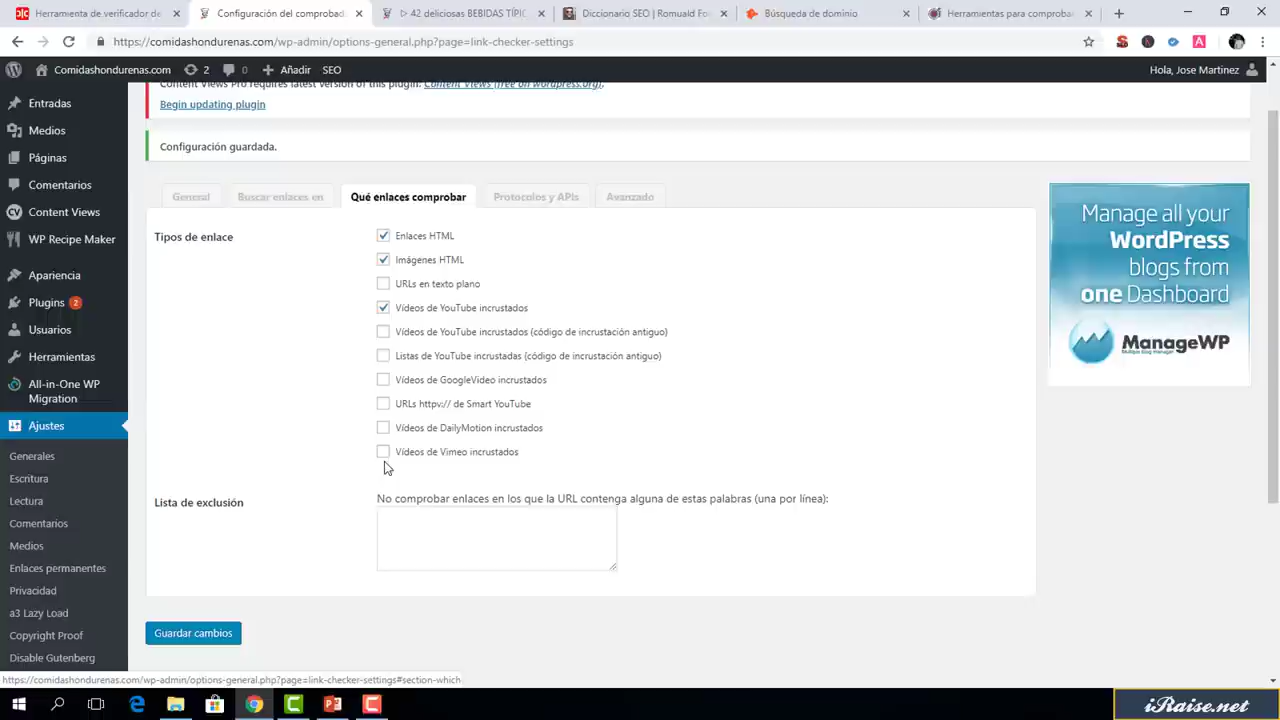 Herramienta de verificador de
Configuración del comprobad
▷ 42 deliciosas BEBIDAS TÍPIC
Diccionario SEO | Romuald Fo
Búsqueda de dominio
Herramientas para comproba
https://comidashondurenas.com/wp-admin/options-general.php?page=link-checker-settings
Comidashondurenas.com
2
0
Añadir
SEO
Hola, Jose Martinez
Content Views Pro requires latest version of this plugin: Content Views (free on wordpress.org).
Begin updating plugin
Configuración guardada.
Entradas
Medios
Páginas
Comentarios
Content Views
WP Recipe Maker
Apariencia
Plugins 2
Usuarios
Herramientas
All-in-One WP
Migration
Ajustes
Generales
Escritura
Lectura
Comentarios
Medios
Enlaces permanentes
Privacidad
a3 Lazy Load
Copyright Proof
Disable Gutenberg
General
Buscar enlaces en
Qué enlaces comprobar
Protocolos y APIs
Avanzado
Tipos de enlace
Enlaces HTML
Imágenes HTML
URLs en texto plano
Vídeos de YouTube incrustados
Vídeos de YouTube incrustados (código de incrustación antiguo)
Listas de YouTube incrustadas (código de incrustación antiguo)
Vídeos de GoogleVideo incrustados
URLs httpv:// de Smart YouTube
Vídeos de DailyMotion incrustados
Vídeos de Vimeo incrustados
Lista de exclusión
No comprobar enlaces en los que la URL contenga alguna de estas palabras (una por línea):
Guardar cambios
Manage all your
WordPress
blogs from
one Dashboard
ManageWP
https://comidashondurenas.com/wp-admin/options-general.php?page=link-checker-settings#section-which
iRaise.net